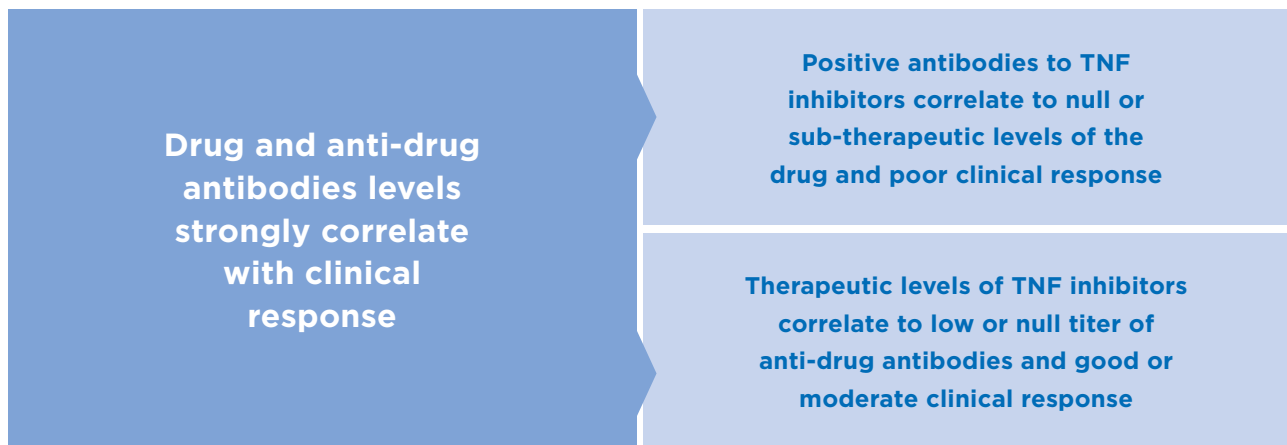 Drug and anti-drug
antibodies levels
strongly correlate
with clinical
response
Positive antibodies to TNF
inhibitors correlate to null or
sub-therapeutic levels of the
drug and poor clinical response
Therapeutic levels of TNF inhibitors
correlate to low or null titer of
anti-drug antibodies and good or
moderate clinical response